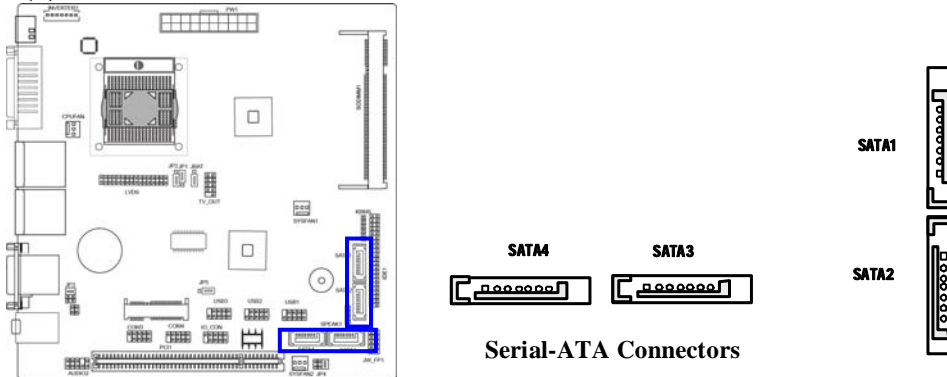 INVERTER1
PW1
SODIMM1
CPUFAN
JP2 JP1 JBAT
LVDS
TV_OUT
SYSFAN1
IDE1
JP5
USB3 USB2 USB1
SPEAK1
COM3 COM4 IO_CON
PCI1
JW_FP1
AUDIO2
SYSFAN2 JP4
SATA4
SATA3
Serial-ATA Connectors
SATA1
SATA2